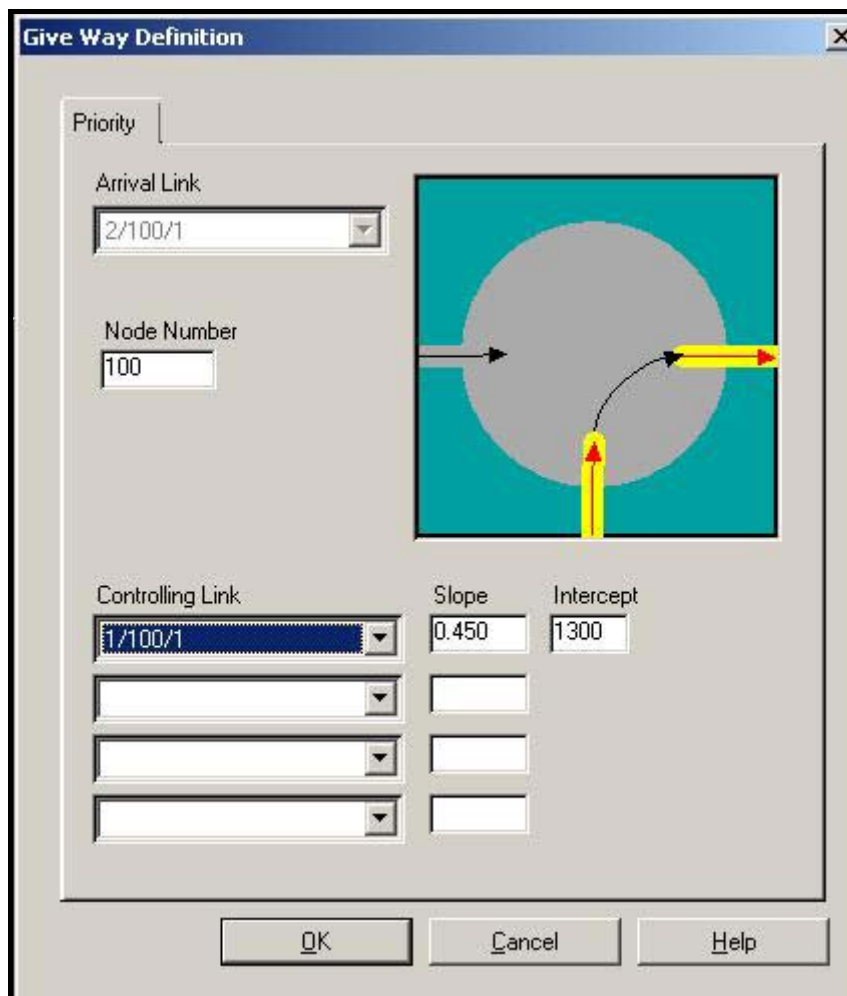 Give Way Definition
Priority
Arrival Link
2/100/1
Node Number
100
Controlling Link Slope Intercept
1/100/1 0.450 1300
OK Cancel Help